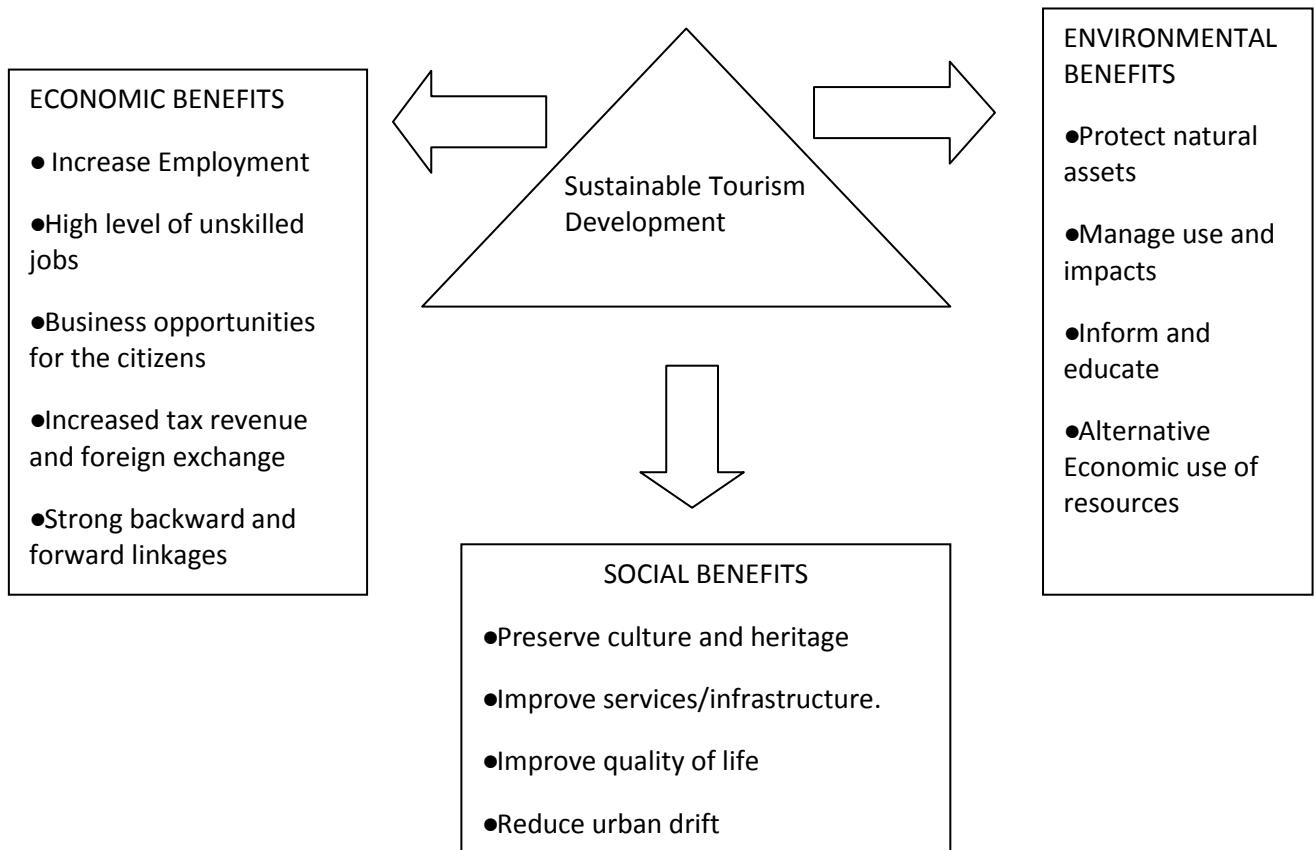 ECONOMIC BENEFITS
● Increase Employment
●High level of unskilled
jobs
●Business opportunities
for the citizens
●Increased tax revenue
and foreign exchange
●Strong backward and
forward linkages
Sustainable Tourism
Development
ENVIRONMENTAL
BENEFITS
●Protect natural
assets
●Manage use and
impacts
●Inform and
educate
●Alternative
Economic use of
resources
SOCIAL BENEFITS
●Preserve culture and heritage
●Improve services/infrastructure.
●Improve quality of life
●Reduce urban drift